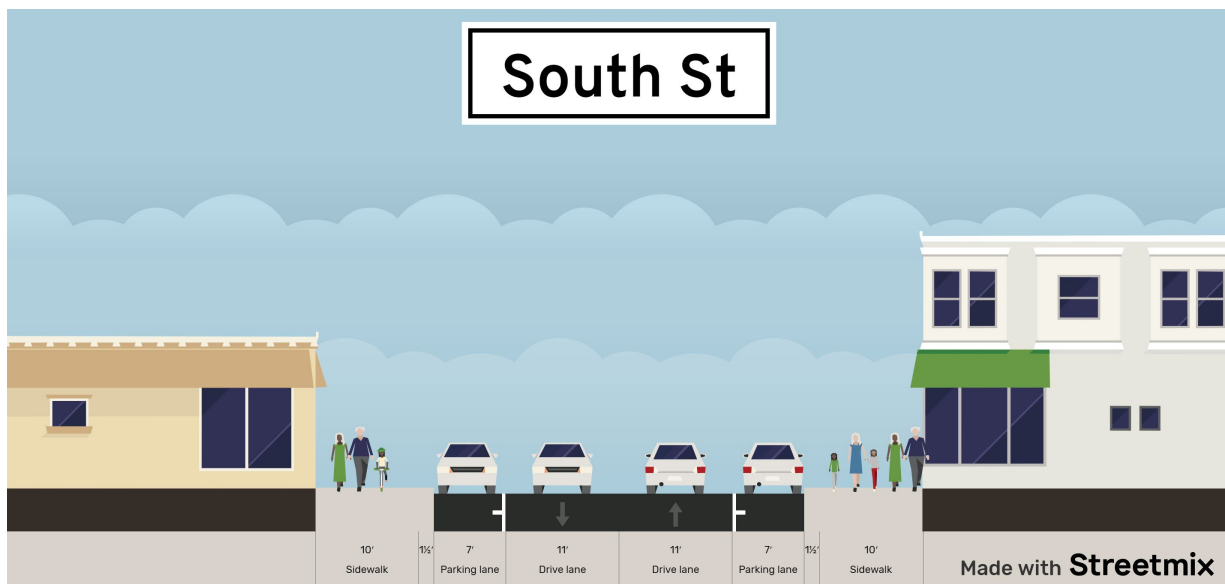 South St
10′ 1½′ 7′ 11′ 11′ 7′ 1½′ 10′
Sidewalk Parking lane Drive lane Drive lane Parking lane Sidewalk
Made with Streetmix